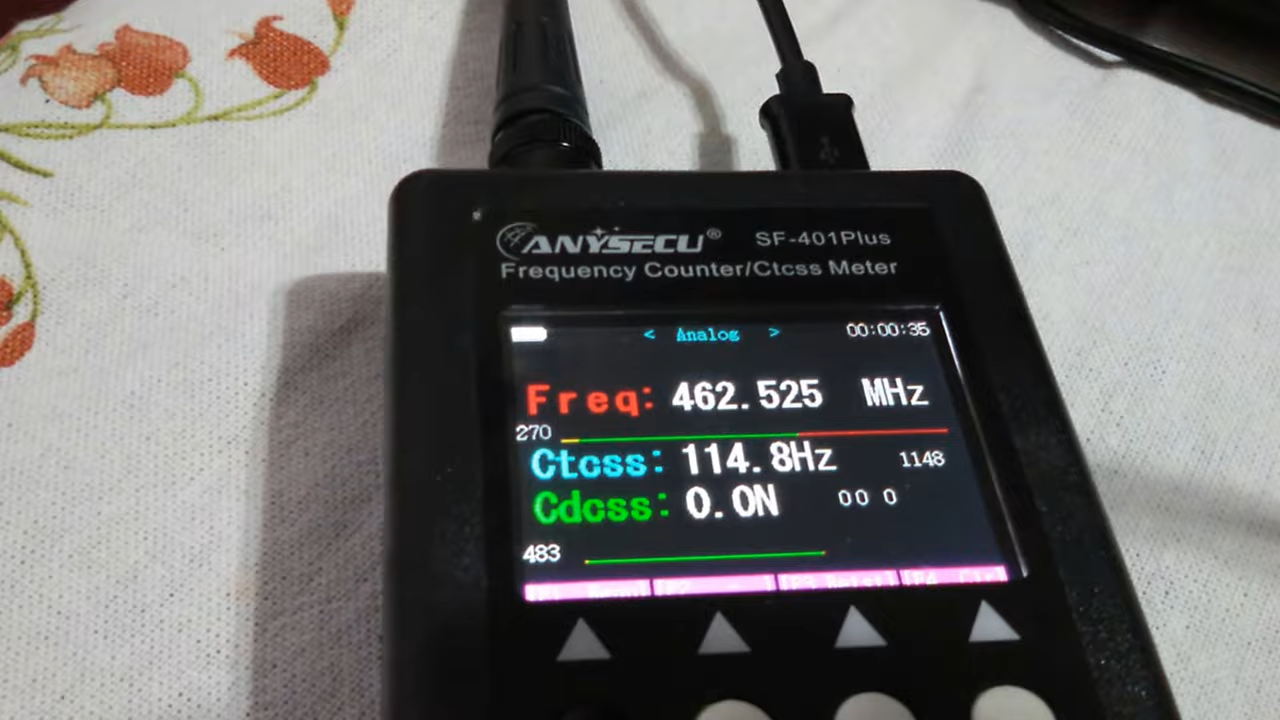 ANYSECU® SF-401Plus
Frequency Counter/Ctcss Meter
< Analog > 00:00:35
Freq: 462.525 MHz
270
Ctcss: 114.8Hz 1148
Cdcss: 0.0N 00 0
483